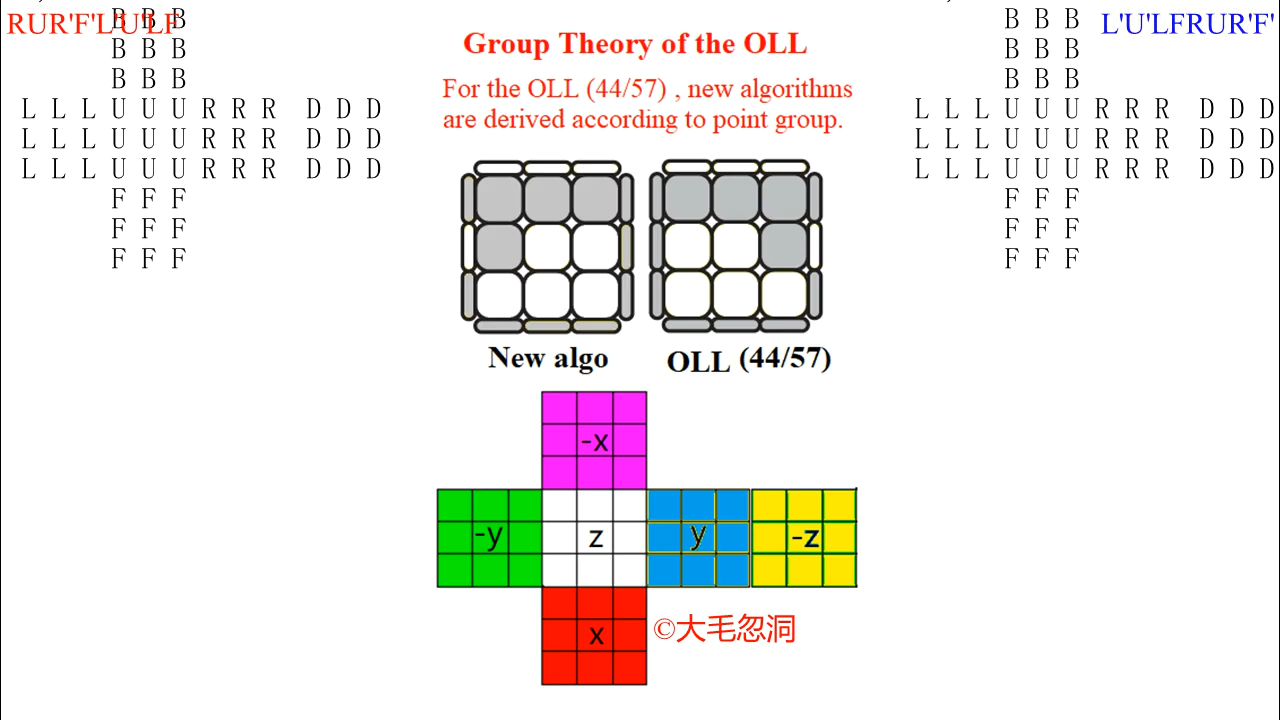 RUR'F'L'U'LF
B B B
B B B
B B B
L L L U U U R R R D D D
L L L U U U R R R D D D
L L L U U U R R R D D D
F F F
F F F
F F F
Group Theory of the OLL
For the OLL (44/57) , new algorithms
are derived according to point group.
New algo
OLL (44/57)
L'U'LFRUR'F'
B B B
B B B
B B B
L L L U U U R R R D D D
L L L U U U R R R D D D
L L L U U U R R R D D D
F F F
F F F
F F F
-x
-y z y -z
x
©大毛忽洞